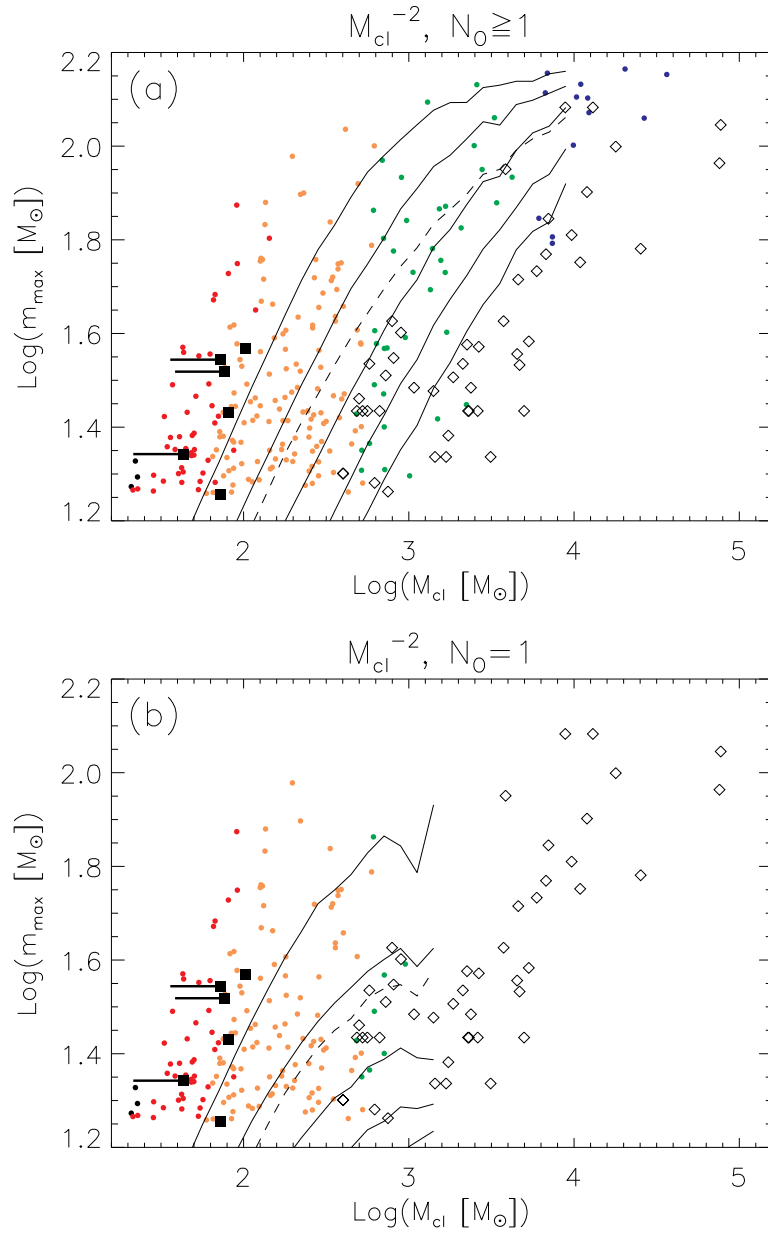 M_cl^-2, N_0≧1
(a)
2.2
2.0
1.8
1.6
1.4
1.2
Log(m_max [M_⊙])
2 3 4 5
Log(M_cl [M_⊙])
M_cl^-2, N_0=1
(b)
2.2
2.0
1.8
1.6
1.4
1.2
Log(m_max [M_⊙])
2 3 4 5
Log(M_cl [M_⊙])